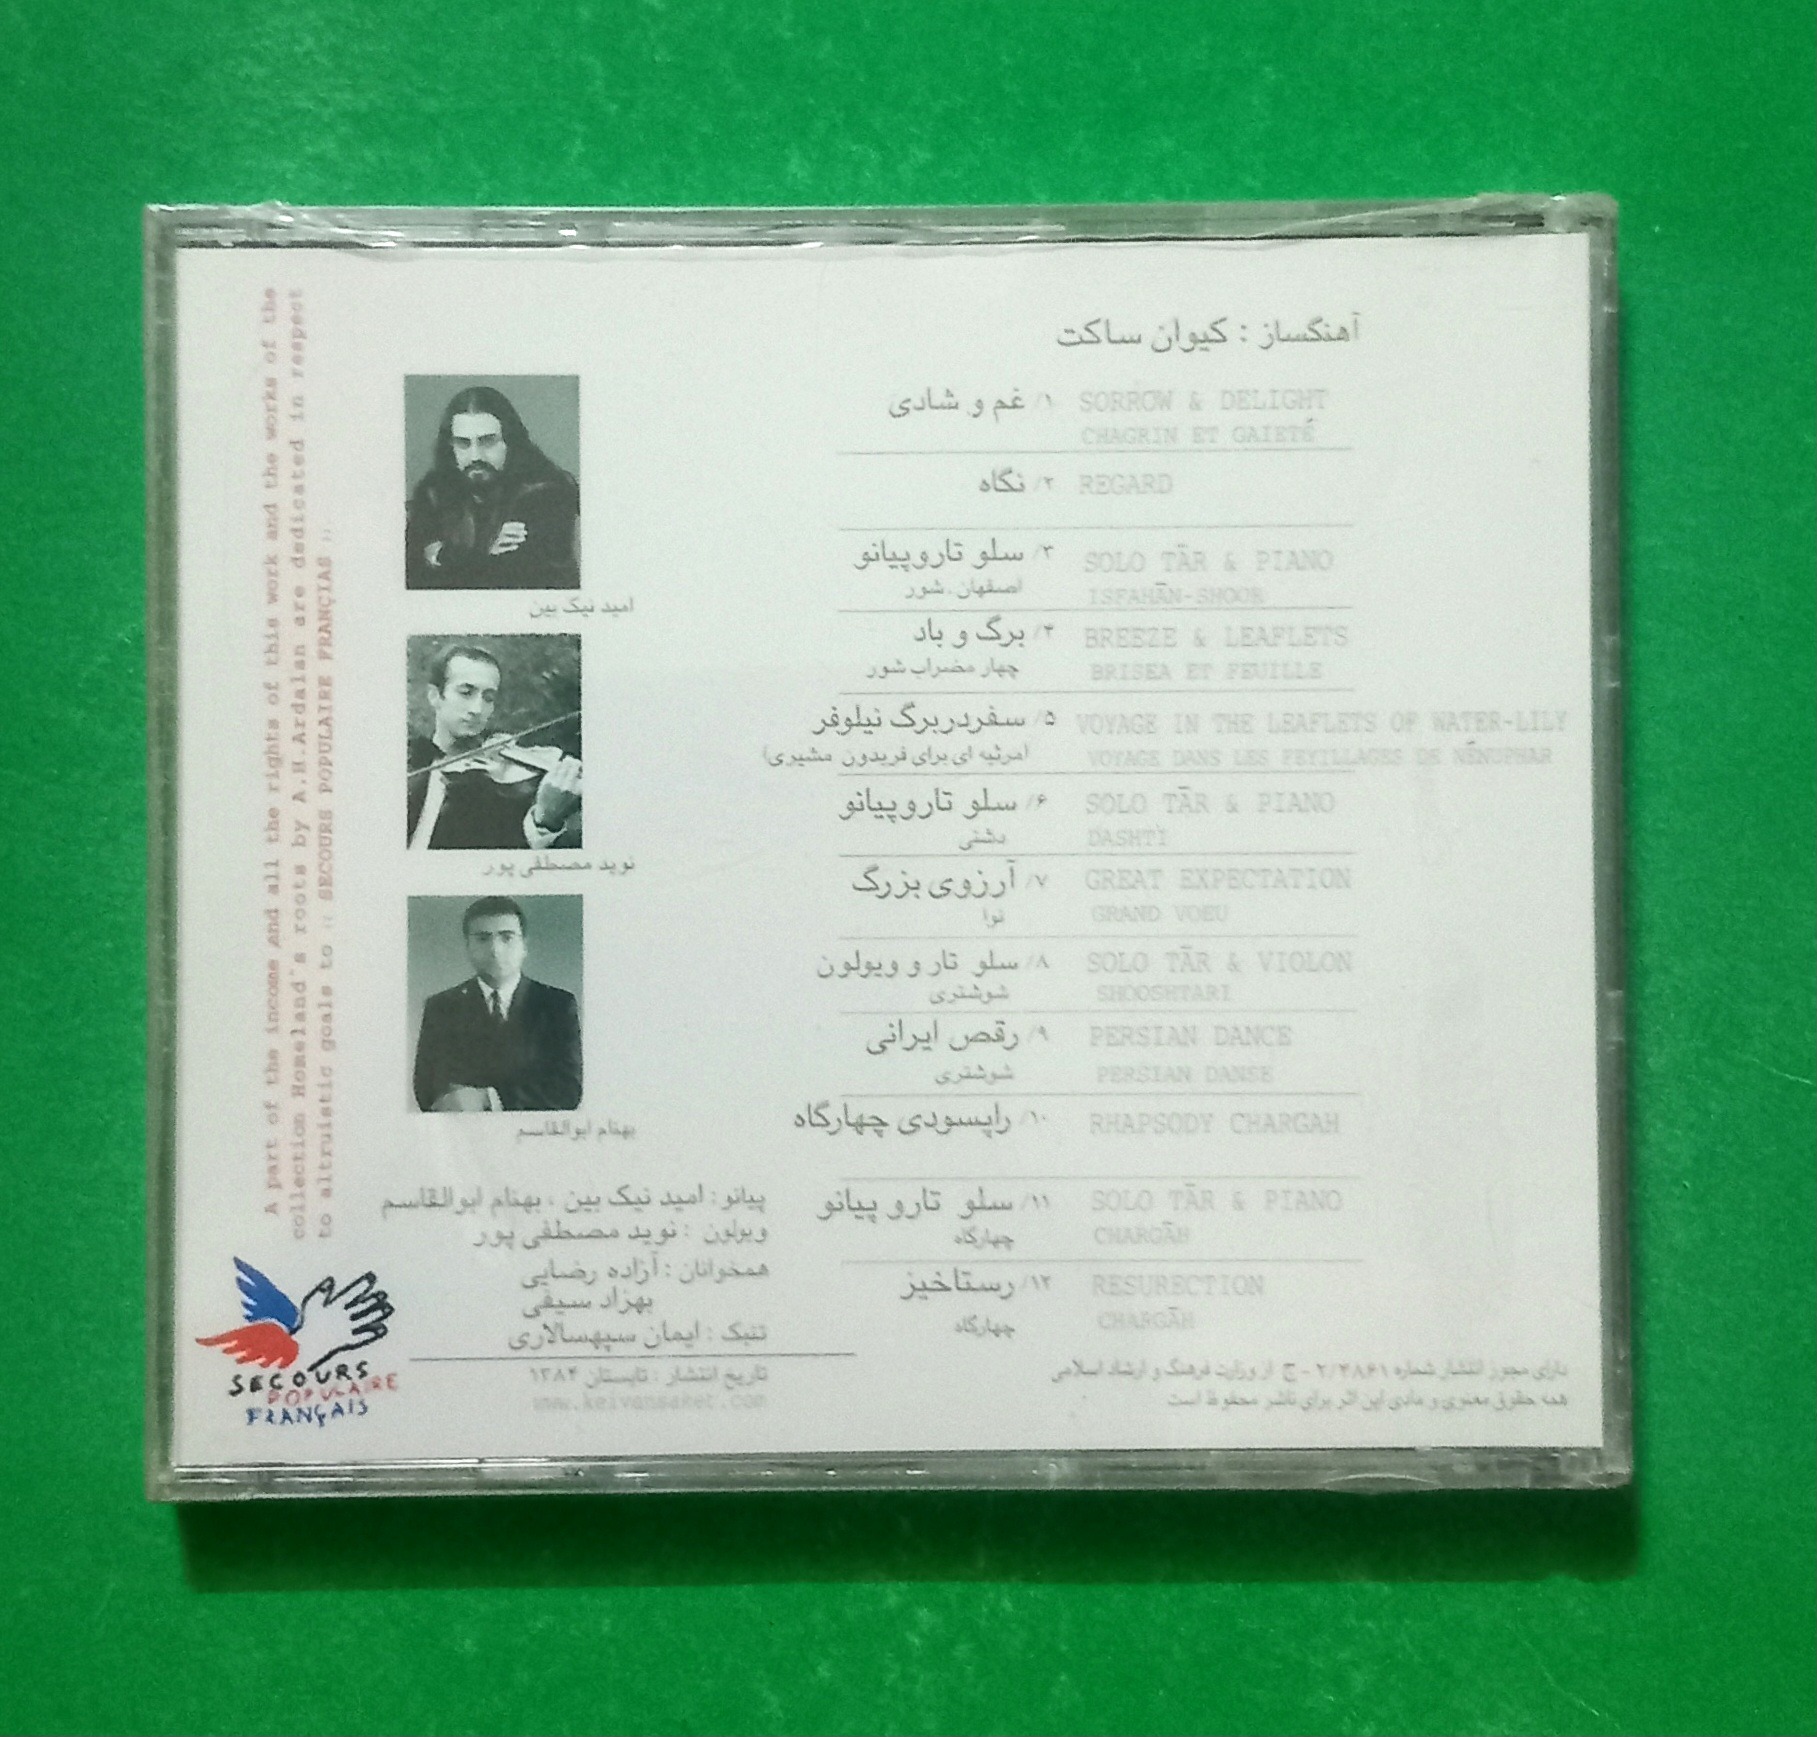 آهنگساز : کیوان ساکت
۱/ غم و شادی SORROW & DELIGHT
CHAGRIN ET GAIETÉ
۲/ نگاه REGARD
۳/ سلو تاروپیانو SOLO TĀR & PIANO
اصفهان . شور ISFAHĀN-SHOOR
۴/ برگ و باد BREEZE & LEAFLETS
چهار مضراب شور BRISEA ET FEUILLE
۵/ سفردربرگ نیلوفر VOYAGE IN THE LEAFLETS OF WATER-LILY
(مرثیه ای برای فریدون مشیری) VOYAGE DANS LES FEYILLAGES DE NÉNUPHAR
۶/ سلو تاروپیانو SOLO TĀR & PIANO
دشتی DASHTI
۷/ آرزوی بزرگ GREAT EXPECTATION
نوا GRAND VOEU
۸/ سلو تار و ویولون SOLO TĀR & VIOLON
شوشتری SHOOSHTARI
۹/ رقص ایرانی PERSIAN DANCE
شوشتری PERSIAN DANSE
۱۰/ راپسودی چهارگاه RHAPSODY CHARGAH
۱۱/ سلو تارو پیانو SOLO TĀR & PIANO
چهارگاه CHARGĀH
۱۲/ رستاخیز RESURECTION
چهارگاه CHARGĀH
دارای مجوز انتشار شماره ۲/۳۸۶۱ - ج از وزارت فرهنگ و ارشاد اسلامی
همه حقوق معنوی و مادی این اثر برای ناشر محفوظ است
امید نیک بین
نوید مصطفی پور
بهنام ابوالقاسم
پیانو : امید نیک بین ، بهنام ابوالقاسم
ویولون : نوید مصطفی پور
همخوانان : آزاده رضایی
بهزاد سیفی
تنبک : ایمان سپهسالاری
تاریخ انتشار : تابستان ۱۳۸۴
www.keivansaket.com
A part of the income And all the rights of this work and the works of the
collection Homeland's roots by A.H.Ardalan are dedicated in respect
to altruistic goals to :: SECOURS POPULAIRE FRANÇIAS ::
SECOURS
POPULAIRE
FRANÇAIS